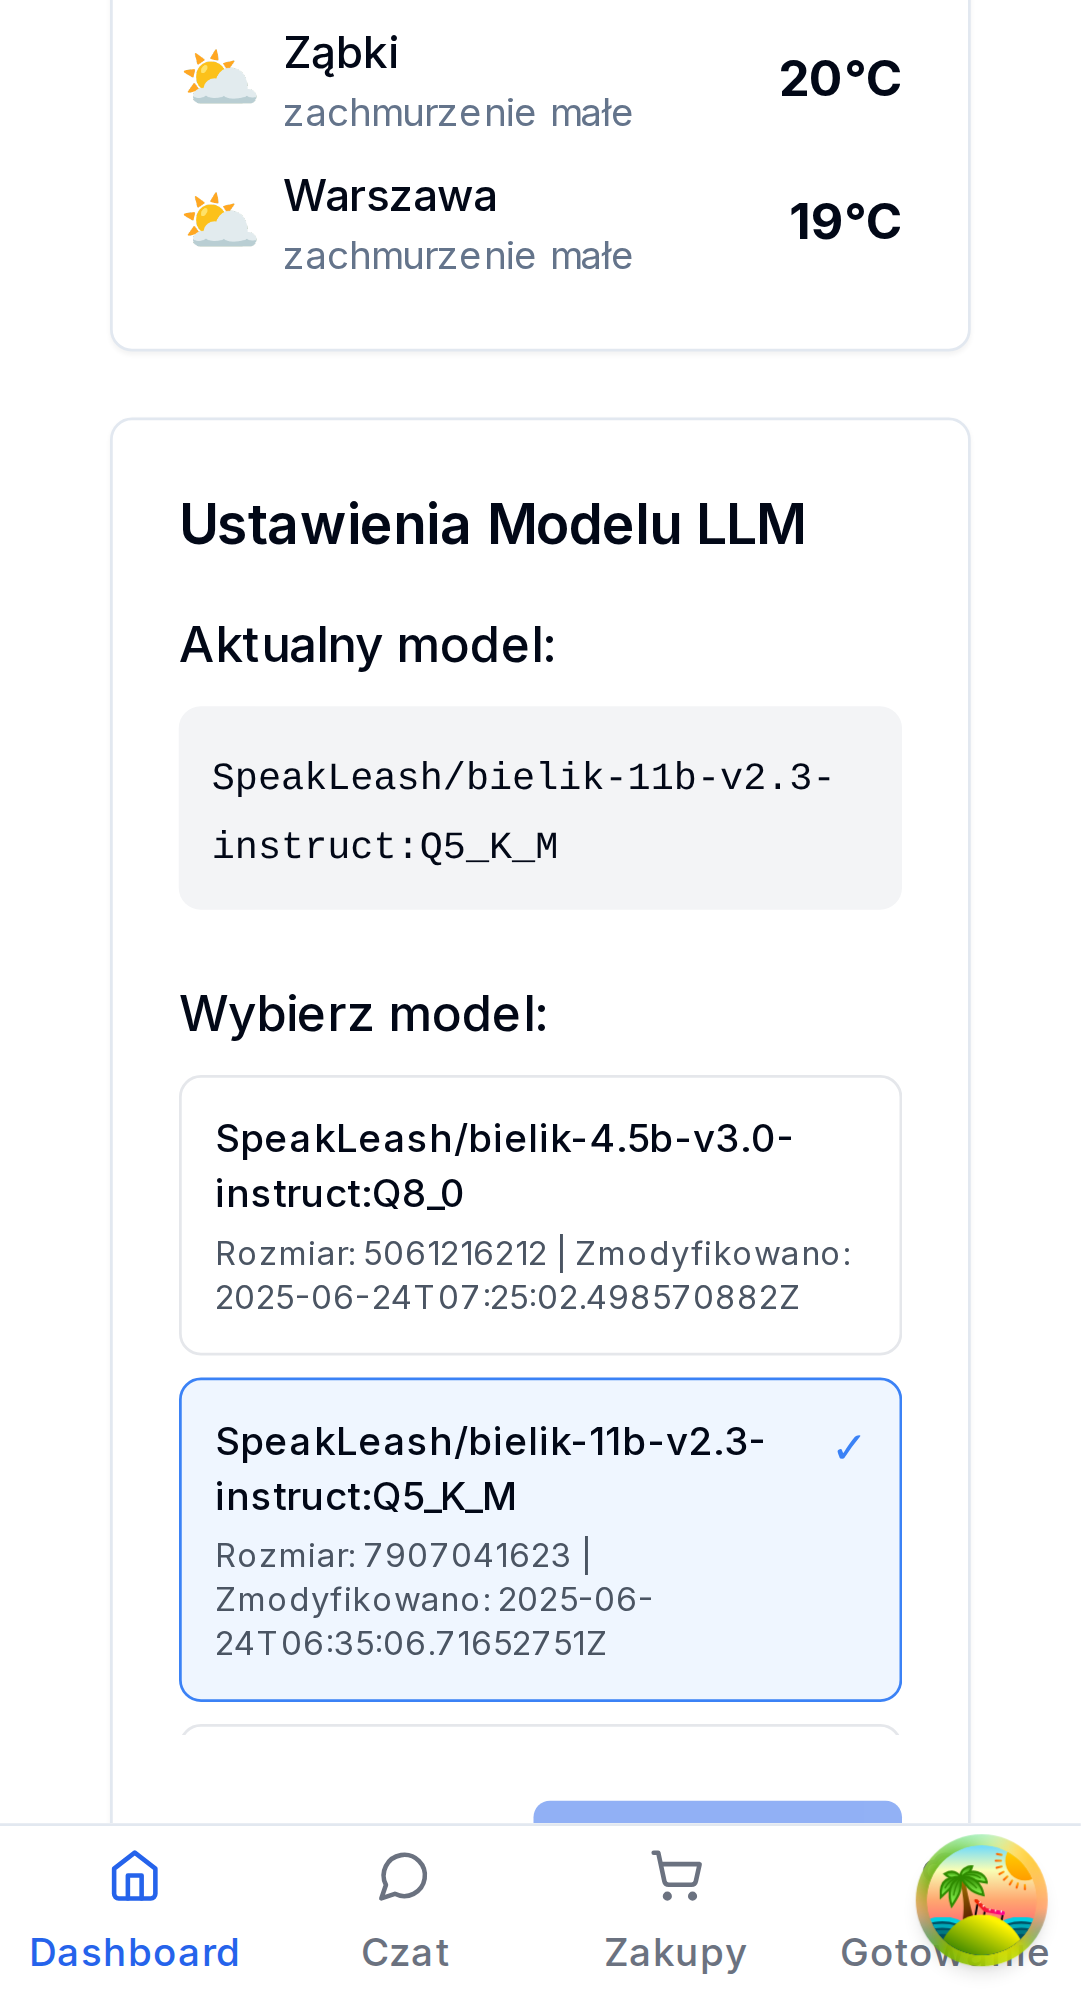 Ząbki
20°C
zachmurzenie małe
Warszawa
19°C
zachmurzenie małe
Ustawienia Modelu LLM
Aktualny model:
SpeakLeash/bielik-11b-v2.3-
instruct:Q5_K_M
Wybierz model:
SpeakLeash/bielik-4.5b-v3.0-
instruct:Q8_0
Rozmiar: 5061216212 | Zmodyfikowano:
2025-06-24T07:25:02.498570882Z
SpeakLeash/bielik-11b-v2.3-
✓
instruct:Q5_K_M
Rozmiar: 7907041623 |
Zmodyfikowano: 2025-06-
24T06:35:06.71652751Z
Dashboard
Czat
Zakupy